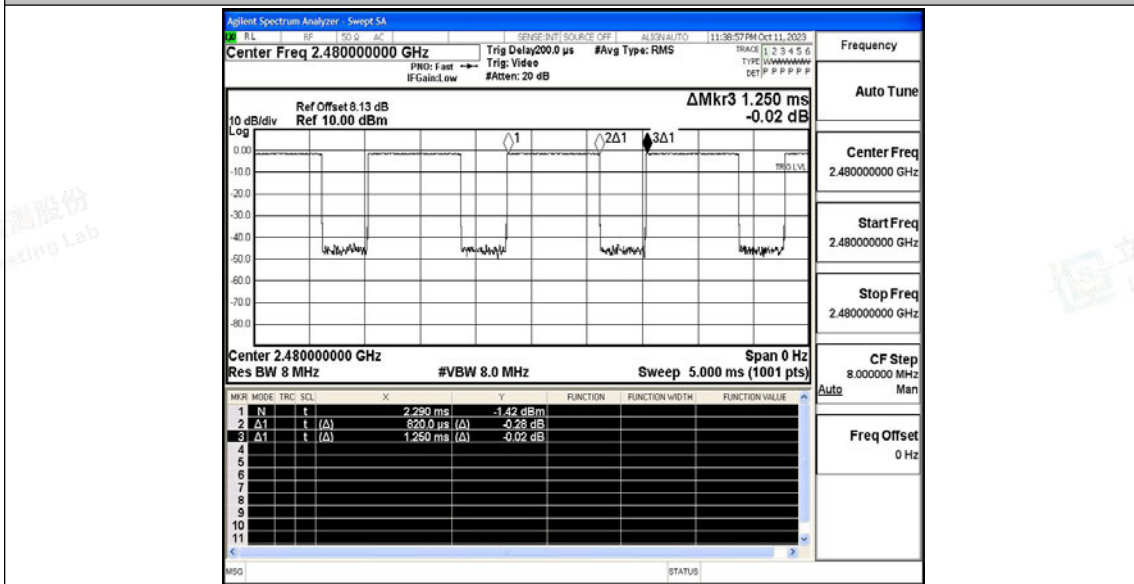 Agilent Spectrum Analyzer - Swept SA
RL RF 50 Ω AC SENSE:INT SOURCE OFF ALIGNAUTO 11:38:57 PM Oct 11, 2023
Center Freq 2.480000000 GHz Trig Delay200.0 µs #Avg Type: RMS TRACE 1 2 3 4 5 6 Frequency
PNO: Fast Trig: Video TYPE
IFGain:Low #Atten: 20 dB DET P P P P P P
Auto Tune
ΔMkr3 1.250 ms
Ref Offset 8.13 dB
10 dB/div Ref 10.00 dBm -0.02 dB
Log
1 2Δ1 3Δ1
0.00
TRIG LVL
-10.0
-20.0
-30.0
-40.0
-50.0
-60.0
-70.0
-80.0
Center Freq
2.480000000 GHz
Start Freq
2.480000000 GHz
Stop Freq
2.480000000 GHz
Center 2.480000000 GHz Span 0 Hz
Res BW 8 MHz #VBW 8.0 MHz Sweep 5.000 ms (1001 pts)
CF Step
8.000000 MHz
Auto Man
MKR MODE TRC SCL X Y FUNCTION FUNCTION WIDTH FUNCTION VALUE
1 N t 2.290 ms -1.42 dBm
2 Δ1 t (Δ) 820.0 µs (Δ) -0.28 dB
3 Δ1 t (Δ) 1.250 ms (Δ) -0.02 dB
4
5
6
7
8
9
10
11
Freq Offset
0 Hz
MSG STATUS
测股份
sting Lab
立